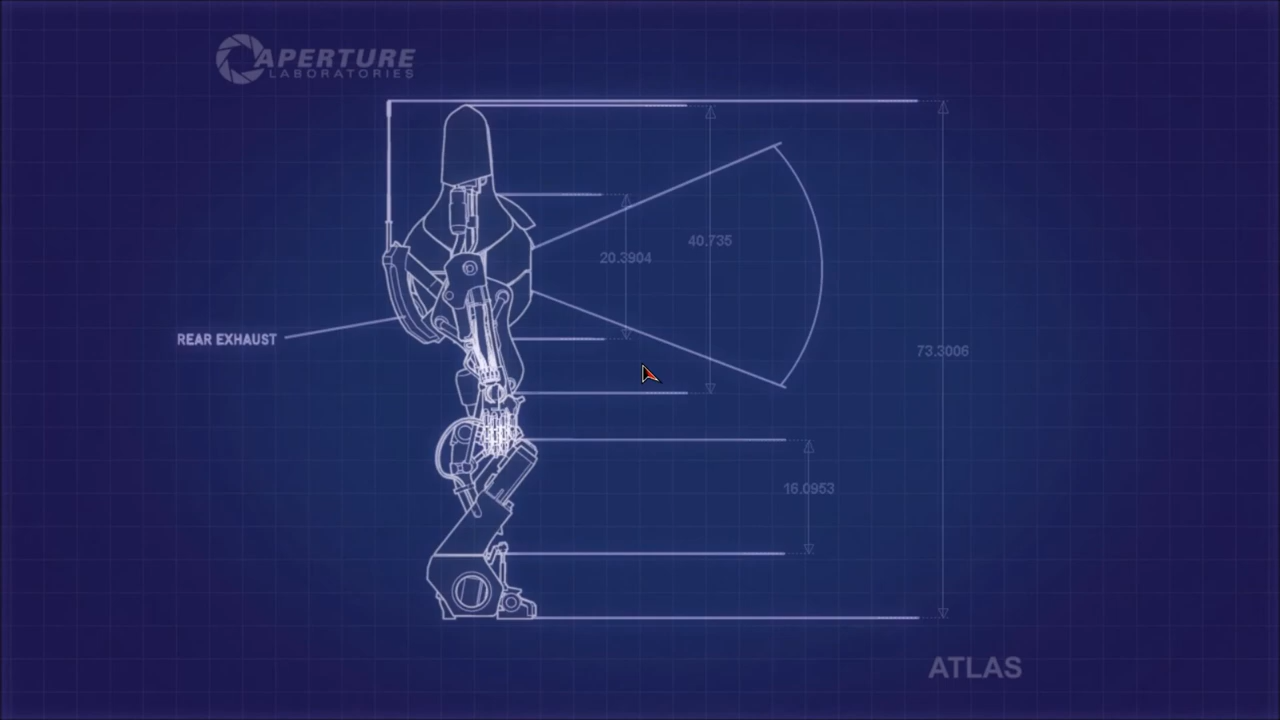 APERTURE
LABORATORIES
40.735
20.3904
REAR EXHAUST
73.3006
16.0953
ATLAS